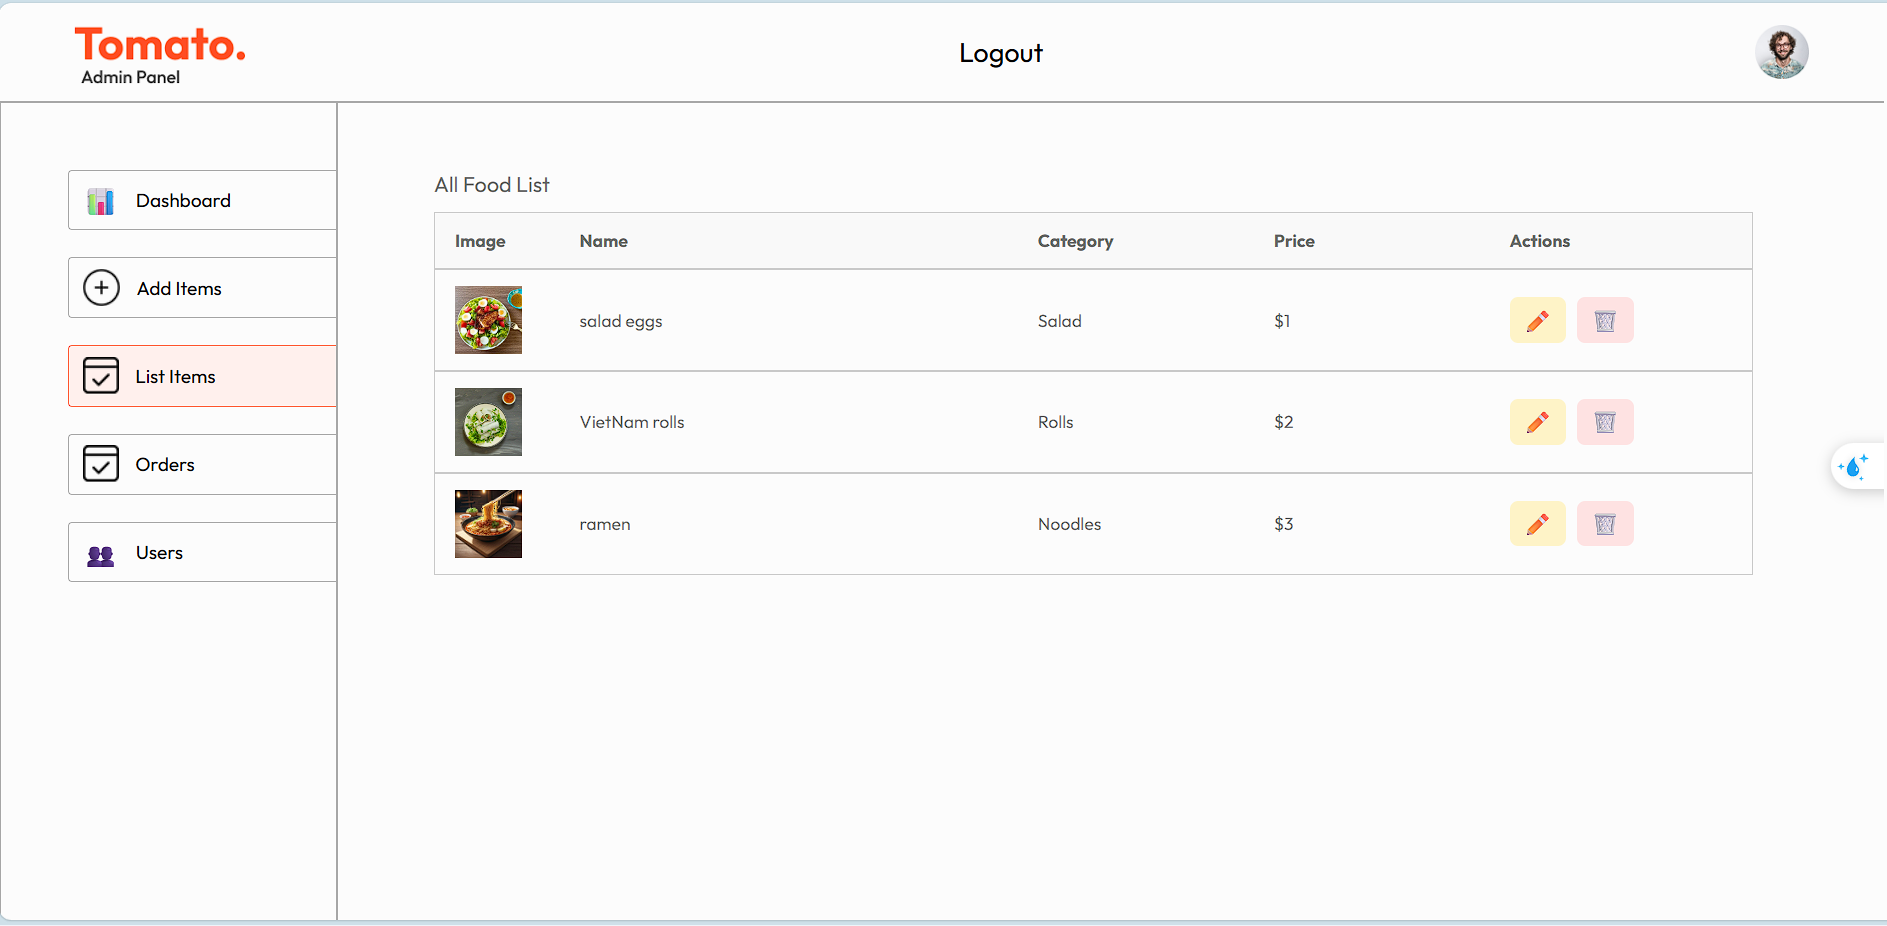 Tomato.
Admin Panel
Logout
Dashboard
Add Items
List Items
Orders
Users
All Food List
Image Name Category Price Actions
salad eggs Salad $1
VietNam rolls Rolls $2
ramen Noodles $3